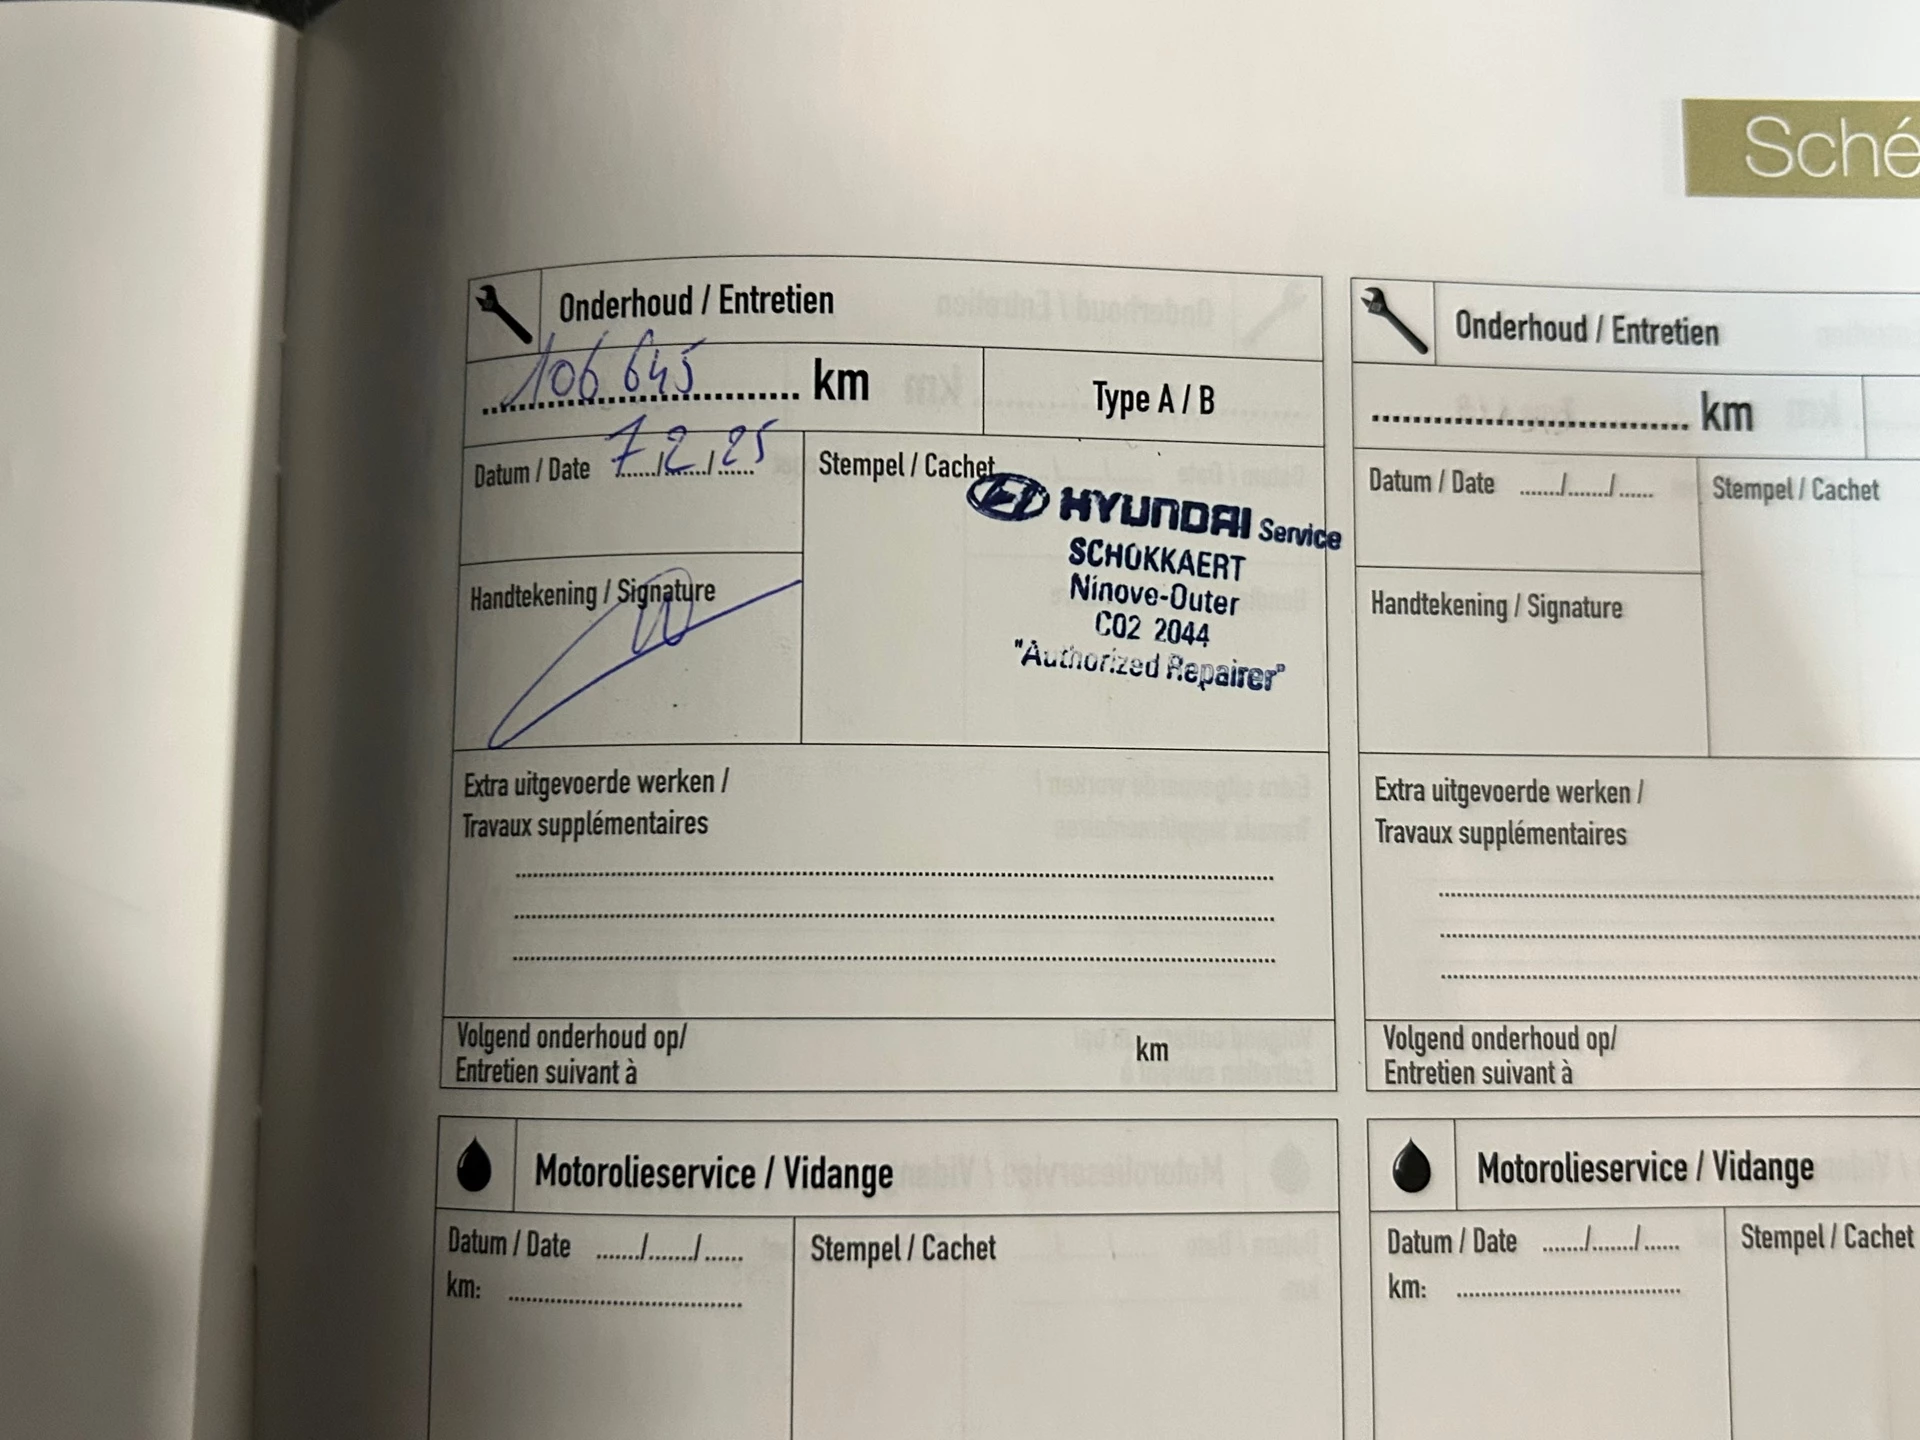 Sché
Onderhoud / Entretien
106 645 km
Type A / B
Datum / Date 7/2/25
Stempel / Cachet
HYUNDAI Service
SCHOKKAERT
Ninove-Outer
C02 2044
"Authorized Repairer"
Handtekening / Signature
Extra uitgevoerde werken /
Travaux supplémentaires
Volgend onderhoud op/
Entretien suivant à
km
Onderhoud / Entretien
km
Datum / Date ....../....../......
Stempel / Cachet
Handtekening / Signature
Extra uitgevoerde werken /
Travaux supplémentaires
Volgend onderhoud op/
Entretien suivant à
Motorolieservice / Vidange
Datum / Date ....../....../......
km:
Stempel / Cachet
Motorolieservice / Vidange
Datum / Date ....../....../......
km:
Stempel / Cachet